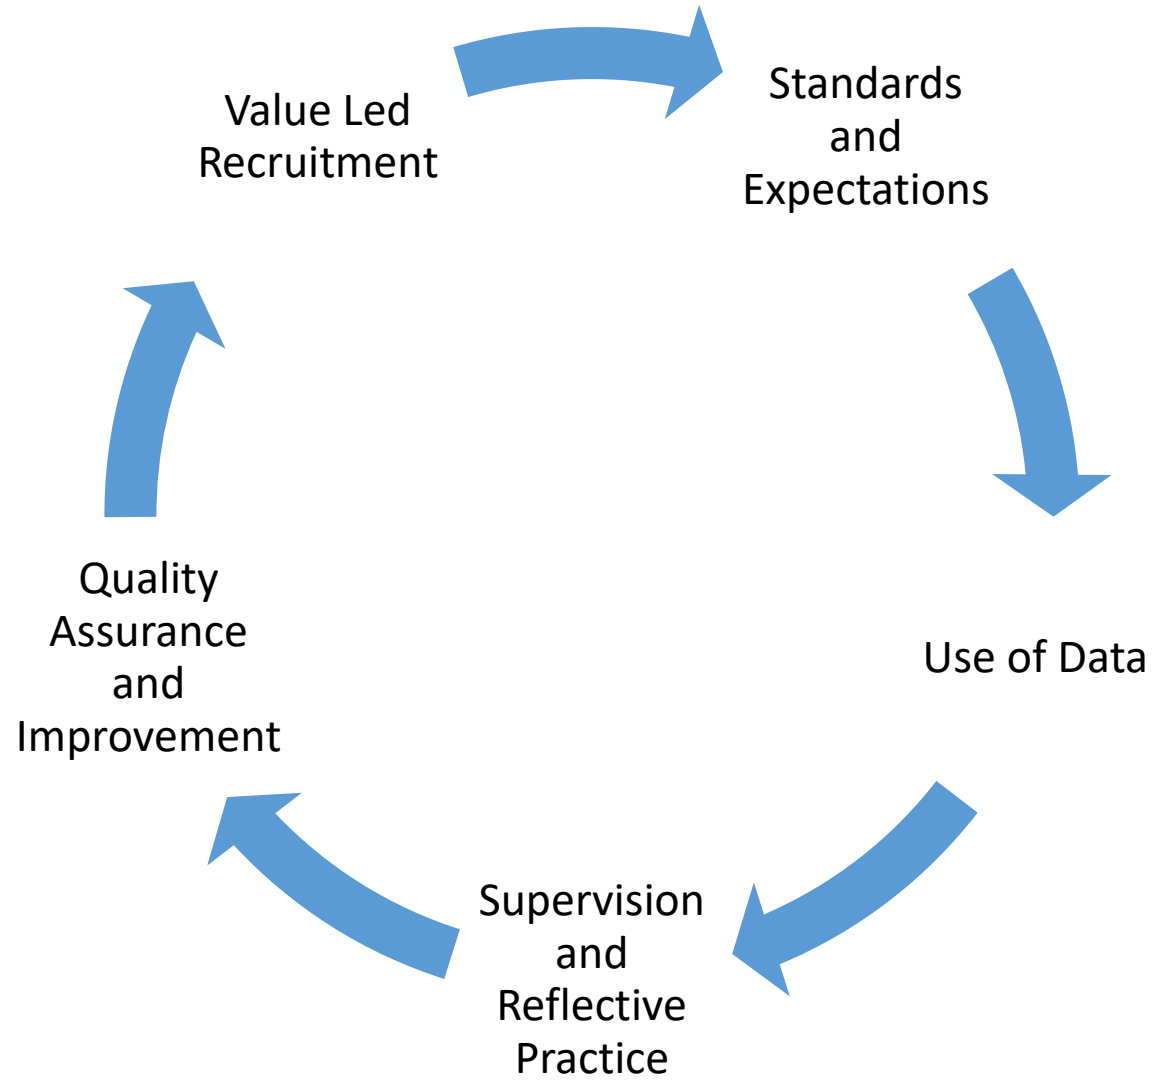 Value Led
Recruitment
Standards
and
Expectations
Use of Data
Supervision
and
Reflective
Practice
Quality
Assurance
and
Improvement